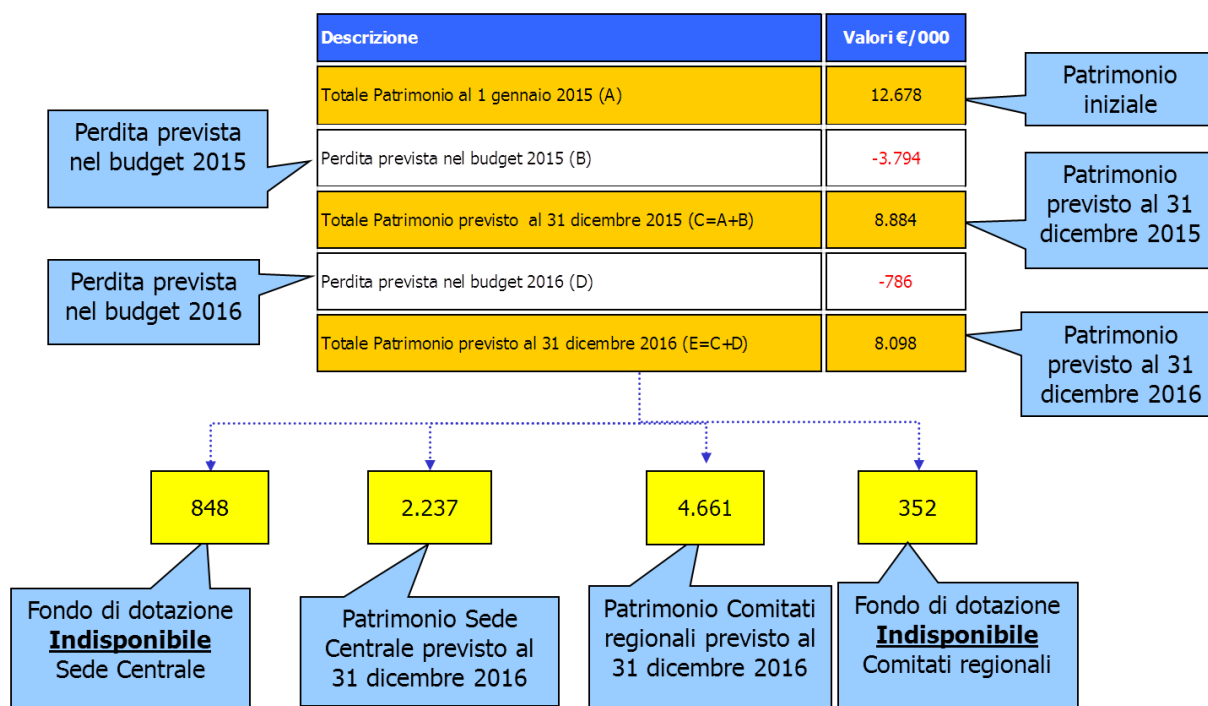 Descrizione
Valori €/000
Totale Patrimonio al 1 gennaio 2015 (A)
12.678
Perdita prevista nel budget 2015 (B)
-3.794
Totale Patrimonio previsto al 31 dicembre 2015 (C=A+B)
8.884
Perdita prevista nel budget 2016 (D)
-786
Totale Patrimonio previsto al 31 dicembre 2016 (E=C+D)
8.098
Perdita prevista
nel budget 2015
Perdita prevista
nel budget 2016
Patrimonio
iniziale
Patrimonio
previsto al 31
dicembre 2015
Patrimonio
previsto al 31
dicembre 2016
848
2.237
4.661
352
Fondo di dotazione
Indisponibile
Sede Centrale
Patrimonio Sede
Centrale previsto al
31 dicembre 2016
Patrimonio Comitati
regionali previsto al
31 dicembre 2016
Fondo di dotazione
Indisponibile
Comitati regionali